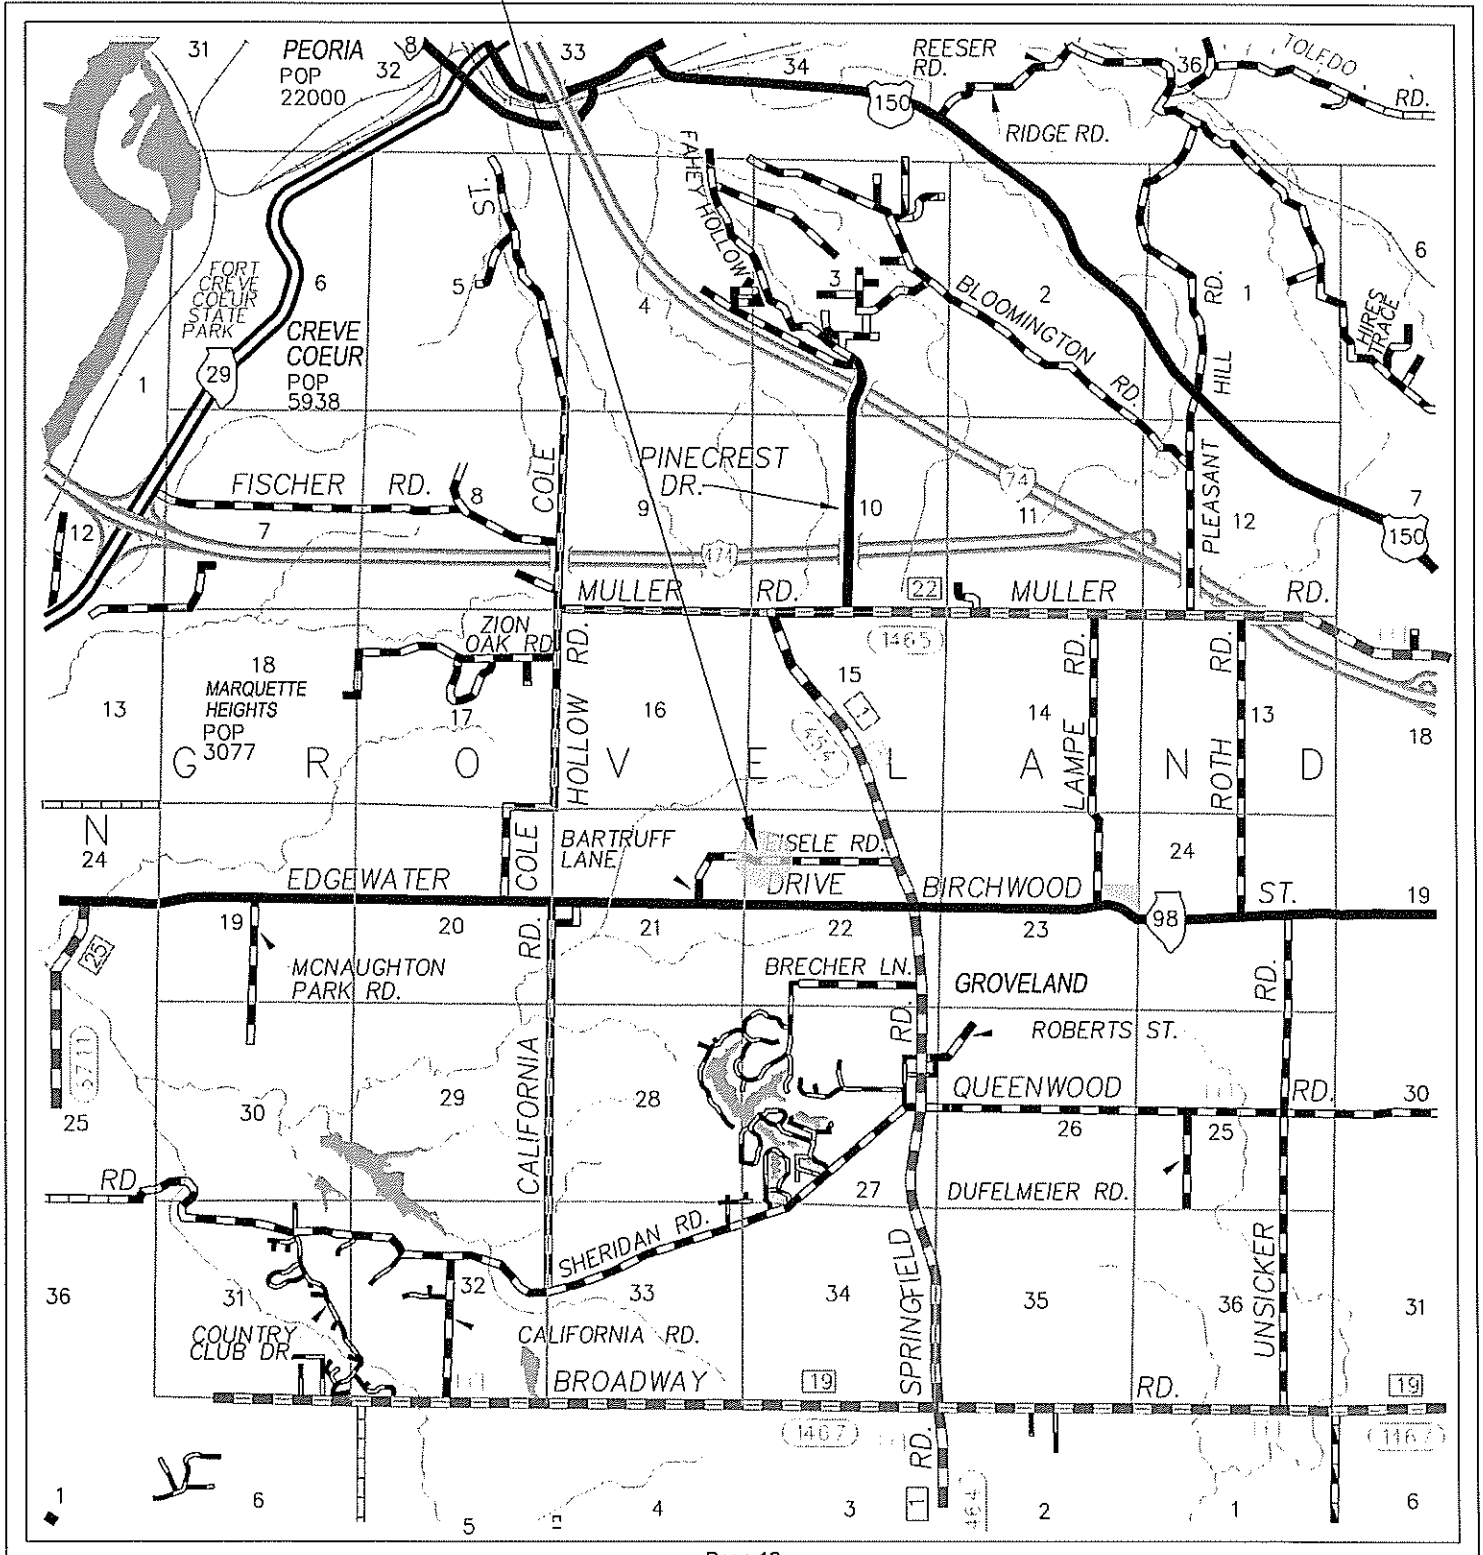 31
PEORIA
POP
22000
32
8
33
34
REESER
RD.
36
TOLEDO
RD.
150
RIDGE RD.
FAHEY HOLLOW
ST.
5
6
FORT
CREVE
COEUR
STATE
PARK
CREVE
COEUR
POP
5938
29
1
4
3
2
BLOOMINGTON
RD.
1
6
HIRES
TRACE
PLEASANT
HILL
RD.
COLE
PINECREST
DR.
FISCHER RD.
8
9
10
74
11
12
7
150
12
7
474
MULLER RD.
22
MULLER RD.
1465
ZION
OAK RD
18
MARQUETTE
HEIGHTS
POP
3077
13
17
16
15
1
14
13
18
HOLLOW
RD.
LAMPE
RD.
ROTH
RD.
G R O V E L A N D
N
24
COLE
BARTRUFF
LANE
EISELE RD.
24
EDGEWATER
DRIVE
BIRCHWOOD
ST.
98
19
19
20
21
22
23
25
MCNAUGHTON
PARK RD.
RD.
BRECHER LN.
GROVELAND
RD.
RD.
ROBERTS ST.
5711
CALIFORNIA
29
28
30
25
QUEENWOOD
RD.
30
26
25
RD.
27
DUFELMEIER RD.
SHERIDAN RD.
SPRINGFIELD
UNSICKER
36
31
32
33
34
35
36
31
COUNTRY
CLUB DR.
CALIFORNIA RD.
BROADWAY
19
RD.
19
1467
RD.
1167
1
6
5
4
3
1
464
2
1
6